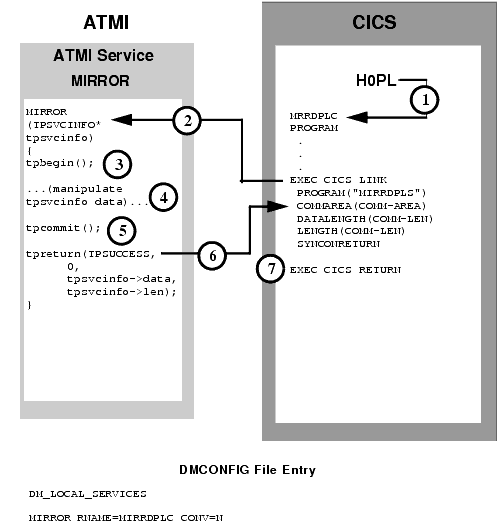 ATMI
CICS
ATMI Service
MIRROR
MIRROR
(TPSVCINFO*
tpsvcinfo)
{
tpbegin();
3
...(manipulate
tpsvcinfo data)...
4
tpcommit();
5
tpreturn(TPSUCCESS,
0,
tpsvcinfo->data,
tpsvcinfo->len);
}
2
6
H0PL
1
MRRDPLC
PROGRAM
.
.
.
EXEC CICS LINK
PROGRAM("MIRRDPLS")
COMMAREA(COMM-AREA)
DATALENGTH(COMM-LEN)
LENGTH(COMM-LEN)
SYNCONRETURN
7
EXEC CICS RETURN
DMCONFIG File Entry
DM_LOCAL_SERVICES
MIRROR RNAME=MIRRDPLC CONV=N